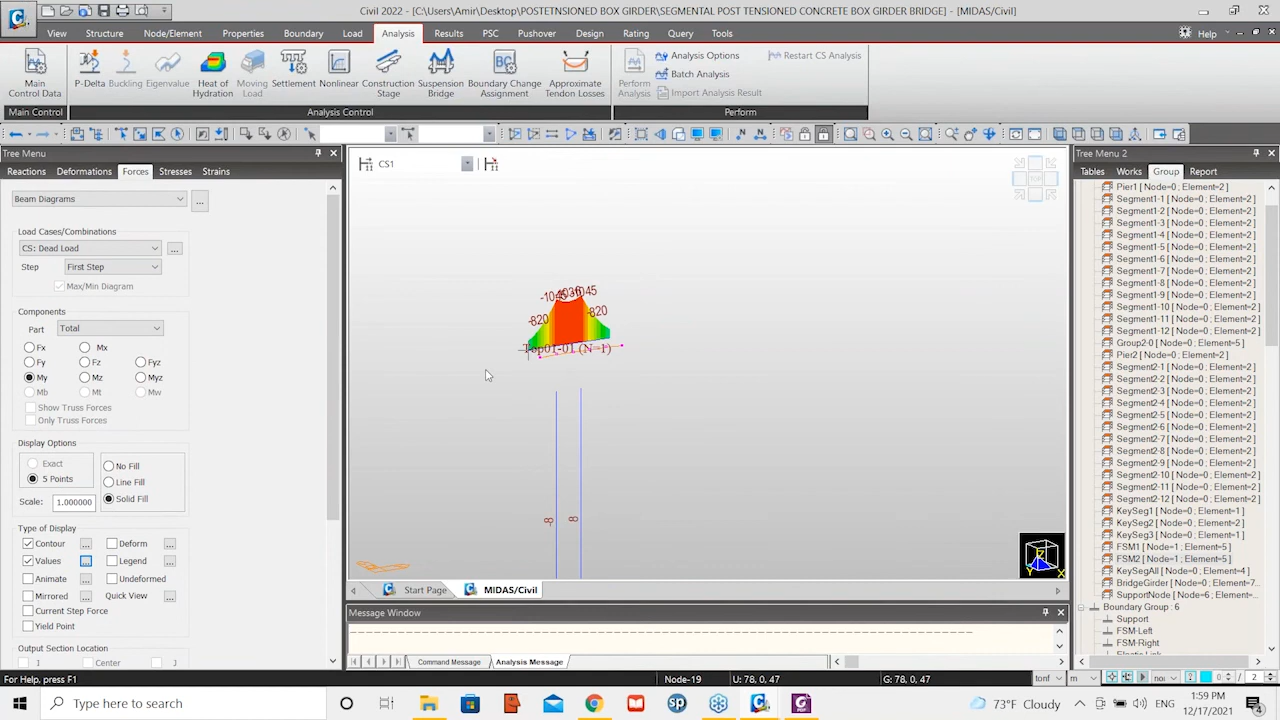 Civil 2022 - [C:\Users\Amir\Desktop\POSTETNSIONED BOX GIRDER\SEGMENTAL POST TENSIONED CONCRETE BOX GIRDER BRIDGE] - [MIDAS/Civil]
View Structure Node/Element Properties Boundary Load Analysis Results PSC Pushover Design Rating Query Tools Help
Main Control Data
P-Delta Buckling Eigenvalue Heat of Hydration Moving Load Settlement Nonlinear Construction Stage Suspension Bridge Boundary Change Assignment Approximate Tendon Losses
Perform Analysis
Analysis Options
Batch Analysis
Import Analysis Result
Restart CS Analysis
Main Control Analysis Control Perform
Tree Menu
Reactions Deformations Forces Stresses Strains
Beam Diagrams ...
Load Cases/Combinations
CS: Dead Load ...
Step First Step
Max/Min Diagram
Components
Part Total
Fx Mx
Fy Fz Fyz
My Mz Myz
Mb Mt Mw
Show Truss Forces
Only Truss Forces
Display Options
Exact
5 Points
No Fill
Line Fill
Solid Fill
Scale: 1.000000
Type of Display
Contour ... Deform ...
Values ... Legend ...
Animate ... Undeformed
Mirrored ... Quick View ...
Current Step Force
Yield Point
Output Section Location
I Center J
CS1
-820
-820
Top01-01 (N=1)
-8
8
Start Page MIDAS/Civil
Message Window
Command Message Analysis Message
Tree Menu 2
Tables Works Group Report
Pier1 [ Node=0 ; Element=2 ]
Segment1-1 [ Node=0 ; Element=2 ]
Segment1-2 [ Node=0 ; Element=2 ]
Segment1-3 [ Node=0 ; Element=2 ]
Segment1-4 [ Node=0 ; Element=2 ]
Segment1-5 [ Node=0 ; Element=2 ]
Segment1-6 [ Node=0 ; Element=2 ]
Segment1-7 [ Node=0 ; Element=2 ]
Segment1-8 [ Node=0 ; Element=2 ]
Segment1-9 [ Node=0 ; Element=2 ]
Segment1-10 [ Node=0 ; Element=2 ]
Segment1-11 [ Node=0 ; Element=2 ]
Segment1-12 [ Node=0 ; Element=2 ]
Group2-0 [ Node=0 ; Element=5 ]
Pier2 [ Node=0 ; Element=2 ]
Segment2-1 [ Node=0 ; Element=2 ]
Segment2-2 [ Node=0 ; Element=2 ]
Segment2-3 [ Node=0 ; Element=2 ]
Segment2-4 [ Node=0 ; Element=2 ]
Segment2-5 [ Node=0 ; Element=2 ]
Segment2-6 [ Node=0 ; Element=2 ]
Segment2-7 [ Node=0 ; Element=2 ]
Segment2-8 [ Node=0 ; Element=2 ]
Segment2-9 [ Node=0 ; Element=2 ]
Segment2-10 [ Node=0 ; Element=2 ]
Segment2-11 [ Node=0 ; Element=2 ]
Segment2-12 [ Node=0 ; Element=2 ]
KeySeg1 [ Node=0 ; Element=1 ]
KeySeg2 [ Node=0 ; Element=2 ]
KeySeg3 [ Node=0 ; Element=1 ]
FSM1 [ Node=1 ; Element=5 ]
FSM2 [ Node=1 ; Element=5 ]
KeySegAll [ Node=0 ; Element=4 ]
BridgeGirder [ Node=0 ; Element=7...
SupportNode [ Node=6 ; Element=...
Boundary Group : 6
Support
FSM-Left
FSM-Right
For Help, press F1
Node-19 U: 78, 0, 47 G: 78, 0, 47 tonf m 0 / 2
Type here to search
73°F Cloudy ENG 1:59 PM 12/17/2021